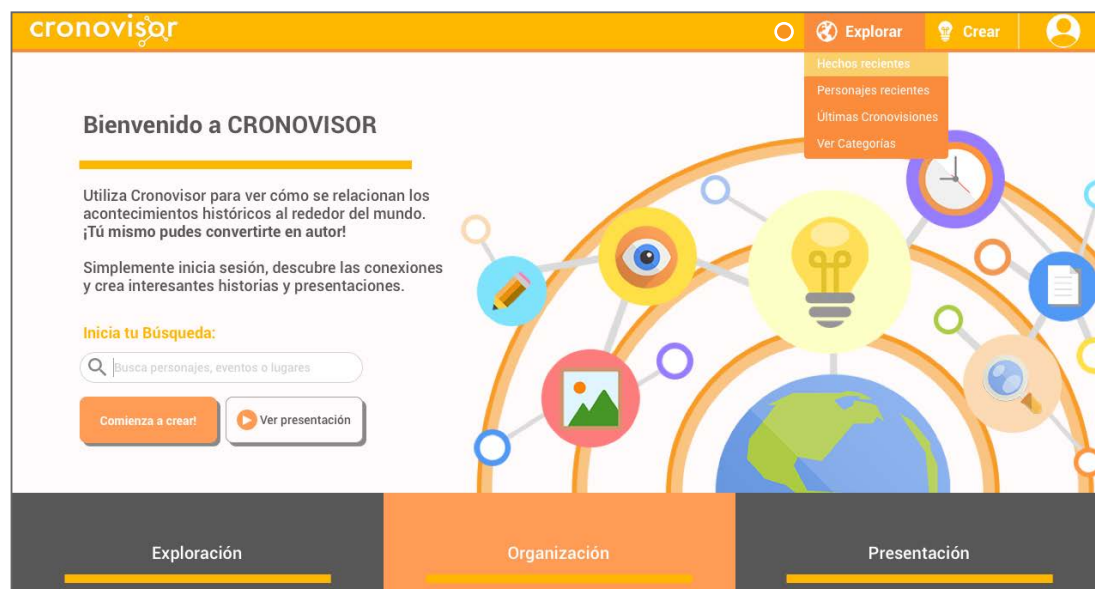 cronovisor
Explorar
Crear
Hechos recientes
Personajes recientes
Últimas Cronovisiones
Ver Categorias
Bienvenido a CRONOVISOR
Utiliza Cronovisor para ver cómo se relacionan los
acontecimientos históricos al rededor del mundo.
¡Tú mismo pudes convertirte en autor!
Simplemente inicia sesión, descubre las conexiones
y crea interesantes historias y presentaciones.
Inicia tu Búsqueda:
Busca personajes, eventos o lugares
Comienza a crear!
Ver presentación
Exploración
Organización
Presentación